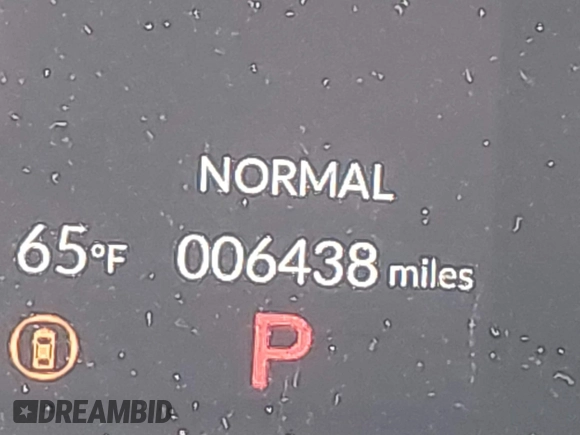 NORMAL
65°F 006438 miles
P
DREAMBID